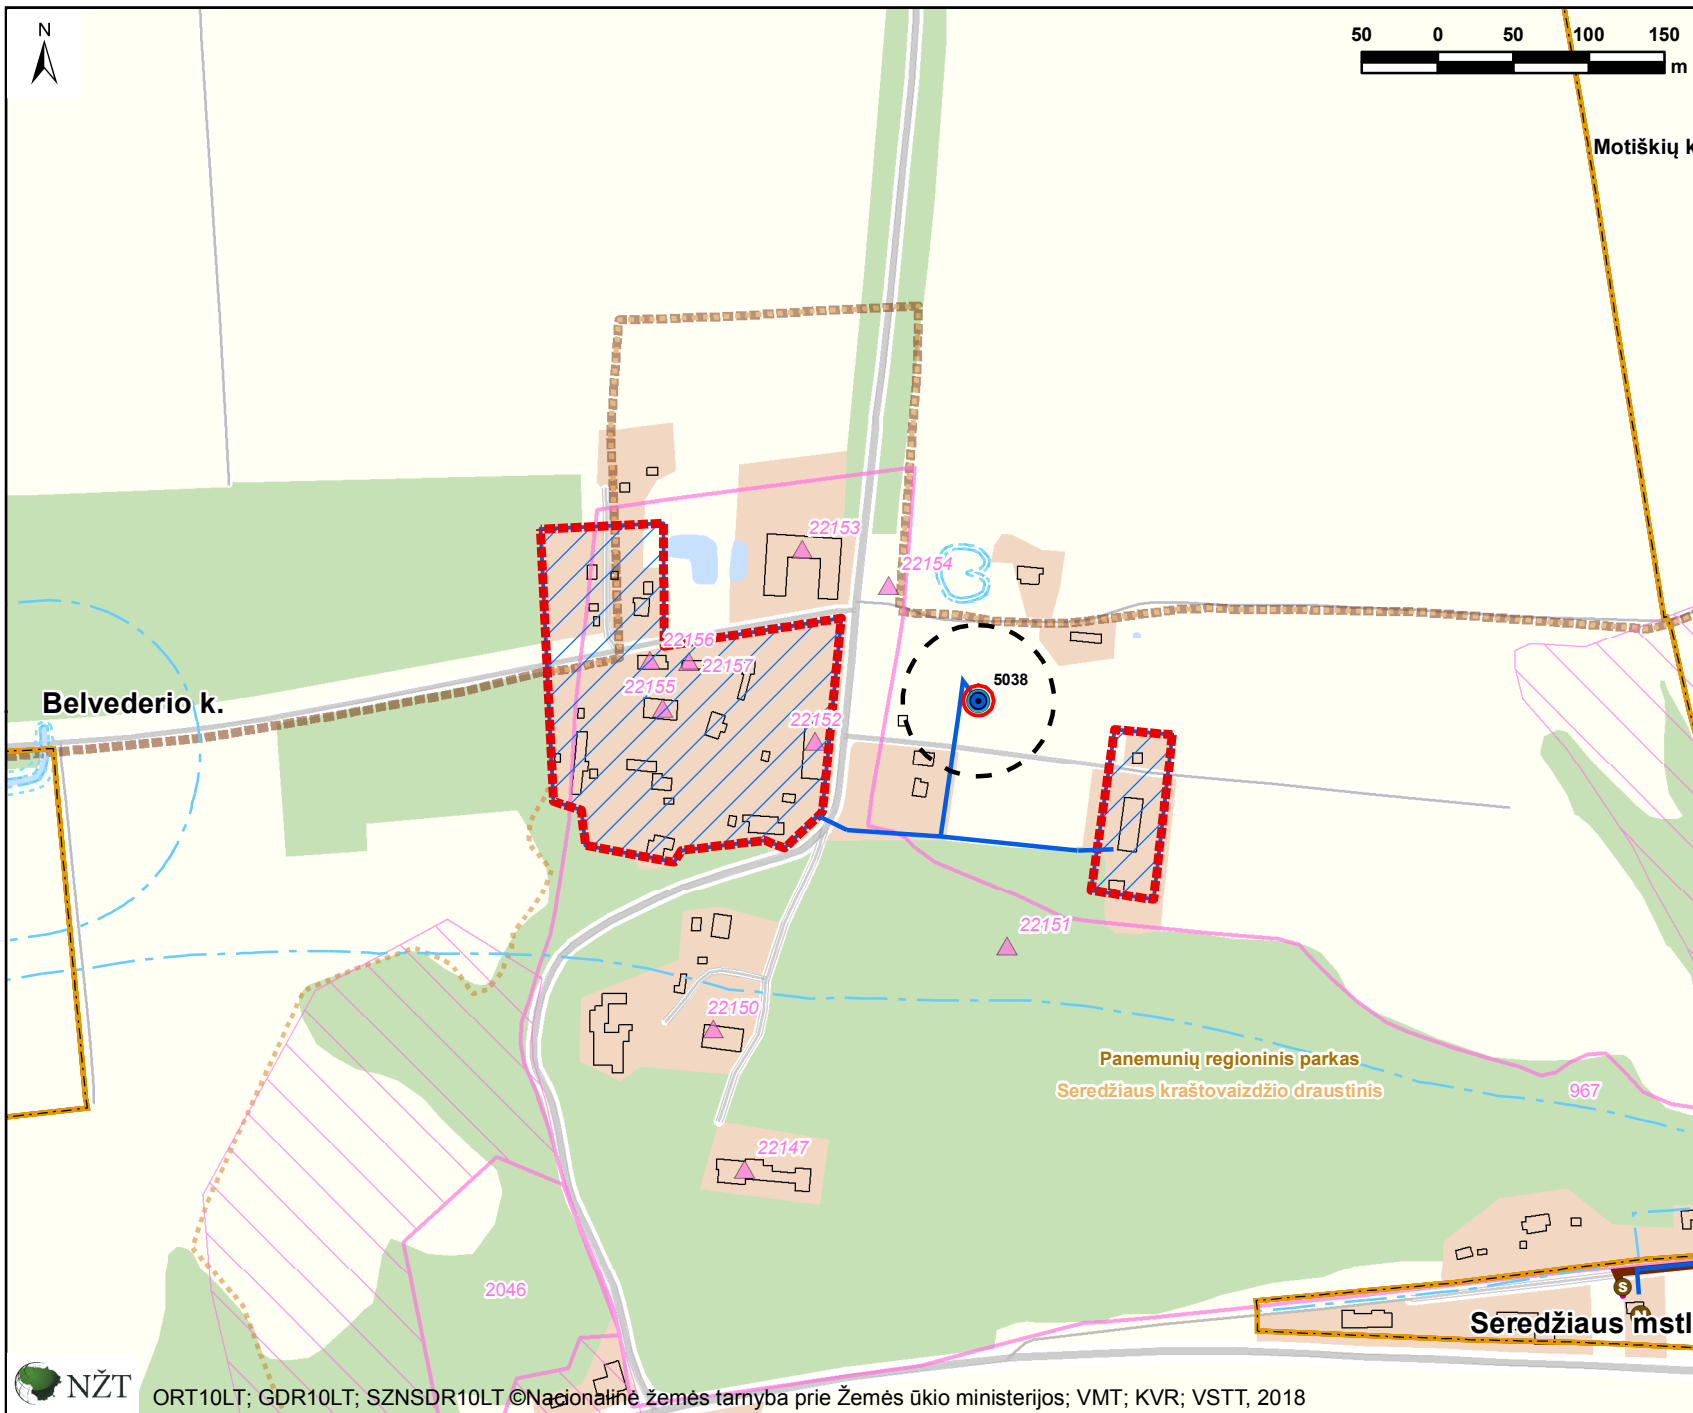 N
50 0 50 100 150
m
Motiškių k
22153
22154
22156
22157
22155
5038
Belvederio k.
22152
22151
22150
Panemunių regioninis parkas
Seredžiaus kraštovaizdžio draustinis
967
22147
2046
S
Seredžiaus mstl
NŽT
ORT10LT; GDR10LT; SZNSDR10LT ©Nacionalinė žemės tarnyba prie Žemės ūkio ministerijos; VMT; KVR; VSTT, 2018